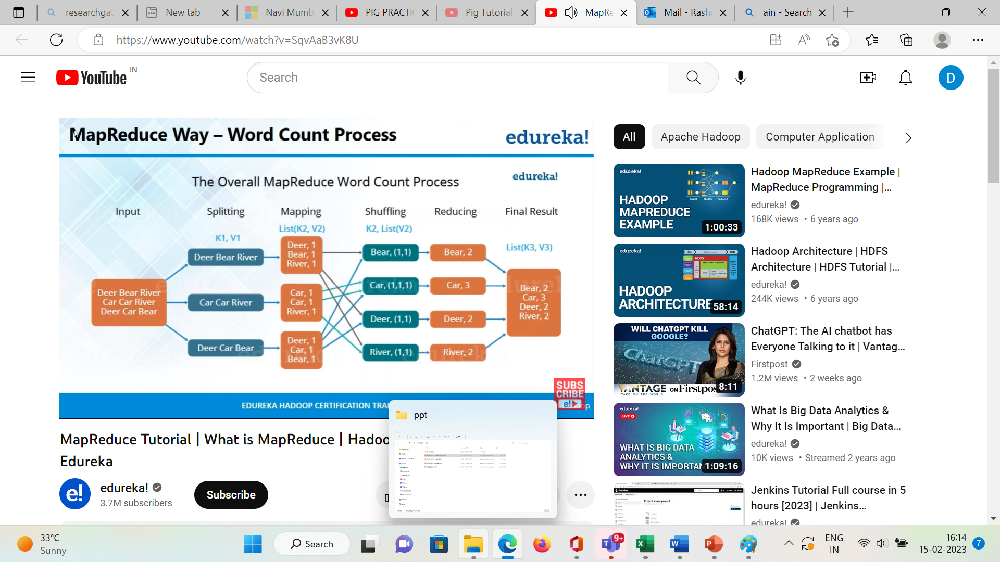 researchgat
New tab
Navi Mumb
PIG PRACTI
Pig Tutorial
MapRe
Mail - Rashr
ain - Search
https://www.youtube.com/watch?v=SqvAaB3vK8U
YouTube IN
Search
D
MapReduce Way – Word Count Process
edureka!
edureka!
The Overall MapReduce Word Count Process
Input
Splitting
Mapping
Shuffling
Reducing
Final Result
K1, V1
List(K2, V2)
K2, List(V2)
List(K3, V3)
Deer Bear River
Car Car River
Deer Car Bear
Deer Bear River
Car Car River
Deer Car Bear
Deer, 1
Bear, 1
River, 1
Car, 1
Car, 1
River, 1
Deer, 1
Car, 1
Bear, 1
Bear, (1,1)
Car, (1,1,1)
Deer, (1,1)
River, (1,1)
Bear, 2
Car, 3
Deer, 2
River, 2
Bear, 2
Car, 3
Deer, 2
River, 2
SUBS
CRIBE
e!
EDUREKA HADOOP CERTIFICATION TRAI
ppt
MapReduce Tutorial | What is MapReduce | Hadoo
Edureka
e!
edureka!
3.7M subscribers
Subscribe
All
Apache Hadoop
Computer Application
edureka!
HADOOP
MAPREDUCE
EXAMPLE
Map()
Shuffle
Reduce()
1:00:33
Hadoop MapReduce Example |
MapReduce Programming |...
edureka!
168K views • 6 years ago
edureka!
HDFS
HADOOP
ARCHITECTURE
58:14
Hadoop Architecture | HDFS
Architecture | HDFS Tutorial |...
edureka!
244K views • 6 years ago
WILL CHATGPT KILL
GOOGLE?
ChatGPT
VANTAGE ON Firstpos
TAKE ON THE WORLD
8:11
ChatGPT: The AI chatbot has
Everyone Talking to it | Vantag...
Firstpost
1.2M views • 2 weeks ago
edureka!
LIVE
WHAT IS BIG DATA
ANALYTICS &
WHY IT IS IMPORTAN
1:09:16
What Is Big Data Analytics &
Why It Is Important | Big Data...
edureka!
10K views • Streamed 2 years ago
Jenkins
Project sonar-project
Jenkins Tutorial Full course in 5
hours [2023] | Jenkins...
edureka!
33°C
Sunny
Search
9+
ENG
IN
16:14
15-02-2023
7